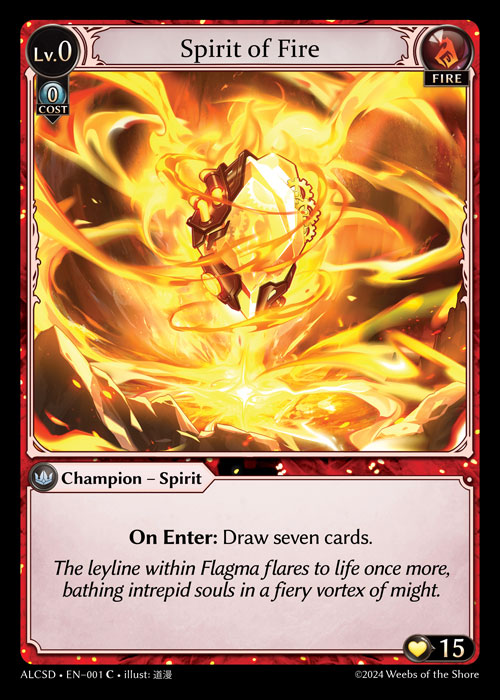 Lv.0
Spirit of Fire
FIRE
0
COST
Champion – Spirit
On Enter: Draw seven cards.
The leyline within Flagma flares to life once more,
bathing intrepid souls in a fiery vortex of might.
15
ALCSD • EN–001 C • illust: 道漫
©2024 Weebs of the Shore